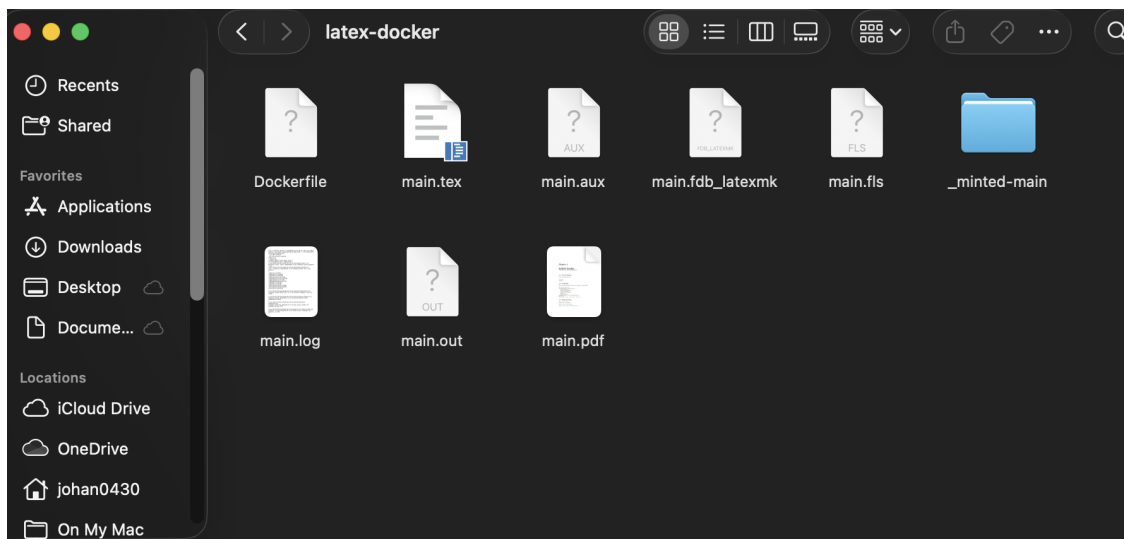 latex-docker
Recents
Shared
Favorites
Applications
Downloads
Desktop
Docume...
Locations
iCloud Drive
OneDrive
johan0430
On My Mac
Dockerfile
main.tex
AUX
main.aux
FDB_LATEXMK
main.fdb_latexmk
FLS
main.fls
_minted-main
main.log
OUT
main.out
main.pdf